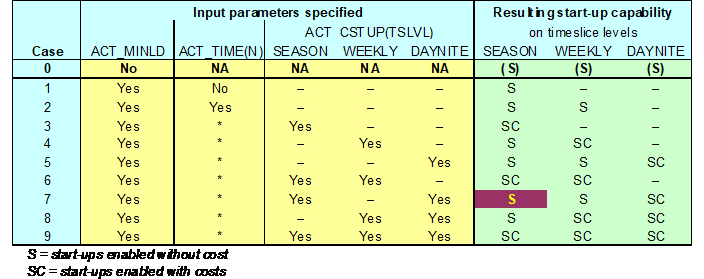 Input parameters specified Resulting start-up capability
ACT_CSTUP(TSLVL) on timeslice levels
Case ACT_MINLD ACT_TIME(N) SEASON WEEKLY DAYNITE SEASON WEEKLY DAYNITE
0 No NA NA NA NA (S) (S) (S)
1 Yes No – – – S – –
2 Yes Yes – – – S S –
3 Yes * Yes – – SC – –
4 Yes * – Yes – S SC –
5 Yes * – – Yes S S SC
6 Yes * Yes Yes – SC SC –
7 Yes * Yes – Yes S S SC
8 Yes * – Yes Yes S SC SC
9 Yes * Yes Yes Yes SC SC SC
S = start-ups enabled without cost
SC = start-ups enabled with costs